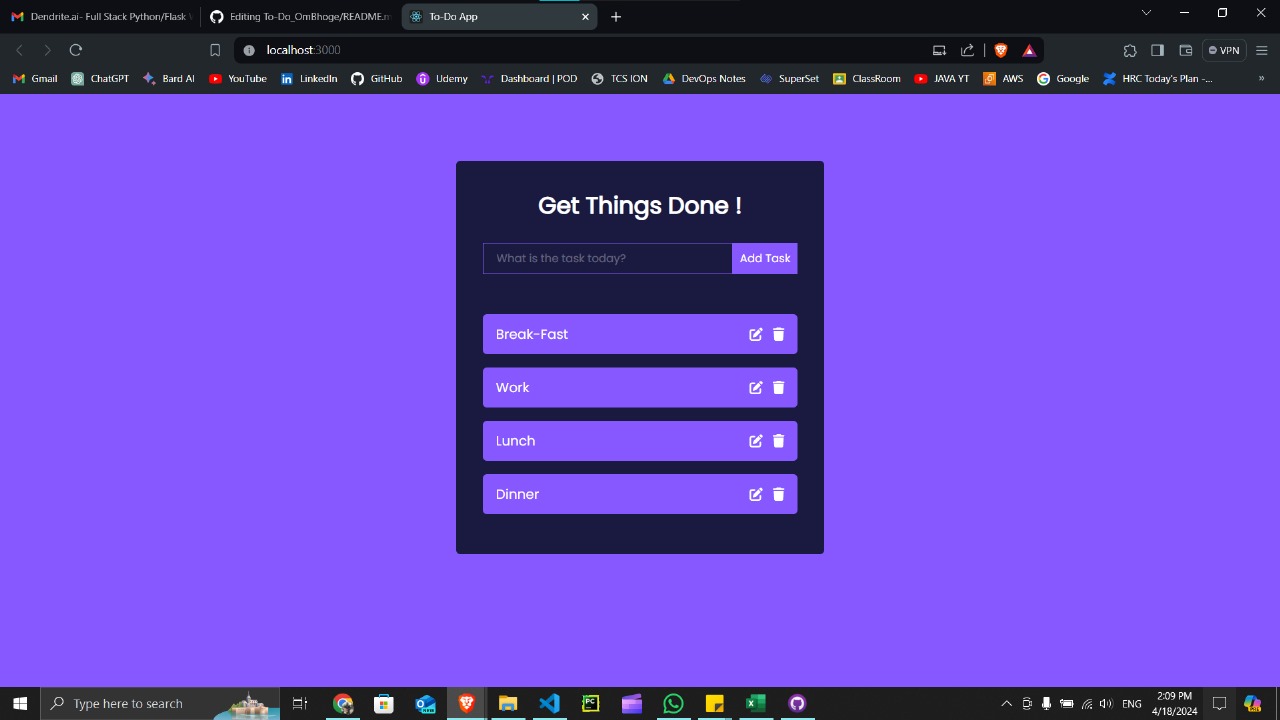 Dendrite.ai- Full Stack Python/Flask
Editing To-Do_OmBhoge/README.m
To-Do App
localhost:3000
VPN
Gmail
ChatGPT
Bard AI
YouTube
LinkedIn
GitHub
Udemy
Dashboard | POD
TCS ION
DevOps Notes
SuperSet
ClassRoom
JAVA YT
AWS
Google
HRC Today's Plan -...
»
Get Things Done !
What is the task today?
Add Task
Break-Fast
Work
Lunch
Dinner
Type here to search
ENG
2:09 PM
4/18/2024